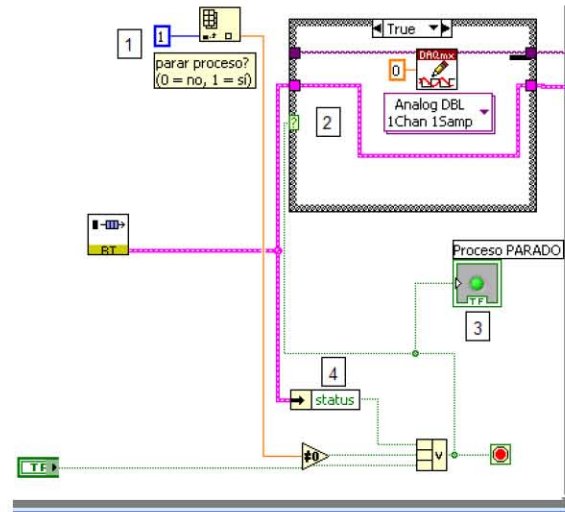 1
1
parar proceso?
(0 = no, 1 = sí)
True
DAQmx
0
Analog DBL
1Chan 1Samp
?
2
RT
Proceso PARADO
TF
3
4
status
≠0
V
TF